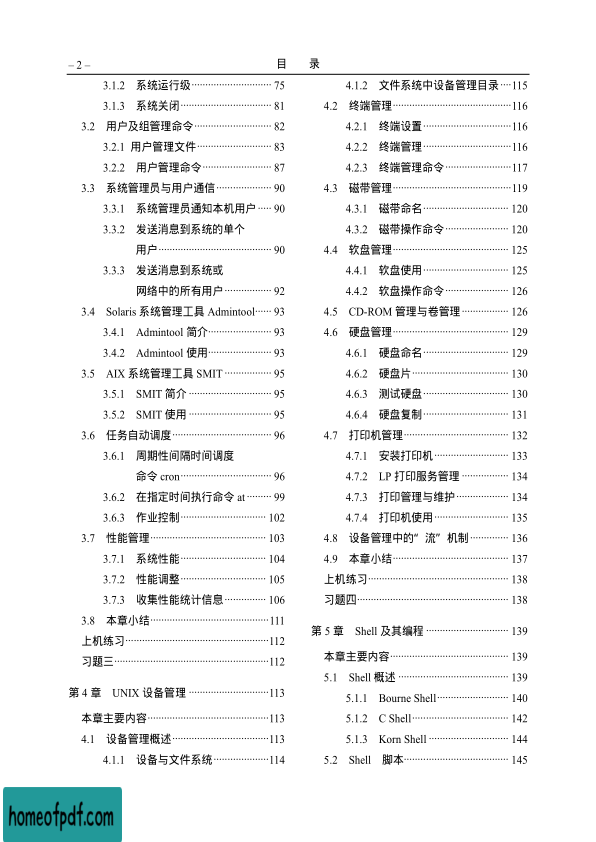 – 2 –
目 录
3.1.2 系统运行级 75
3.1.3 系统关闭 81
3.2 用户及组管理命令 82
3.2.1 用户管理文件 83
3.2.2 用户管理命令 87
3.3 系统管理员与用户通信 90
3.3.1 系统管理员通知本机用户 90
3.3.2 发送消息到系统的单个
用户 90
3.3.3 发送消息到系统或
网络中的所有用户 92
3.4 Solaris 系统管理工具 Admintool 93
3.4.1 Admintool 简介 93
3.4.2 Admintool 使用 93
3.5 AIX 系统管理工具 SMIT 95
3.5.1 SMIT 简介 95
3.5.2 SMIT 使用 95
3.6 任务自动调度 96
3.6.1 周期性间隔时间调度
命令 cron 96
3.6.2 在指定时间执行命令 at 99
3.6.3 作业控制 102
3.7 性能管理 103
3.7.1 系统性能 104
3.7.2 性能调整 105
3.7.3 收集性能统计信息 106
3.8 本章小结 111
上机练习 112
习题三 112
第 4 章 UNIX 设备管理 113
本章主要内容 113
4.1 设备管理概述 113
4.1.1 设备与文件系统 114
4.1.2 文件系统中设备管理目录 115
4.2 终端管理 116
4.2.1 终端设置 116
4.2.2 终端管理 116
4.2.3 终端管理命令 117
4.3 磁带管理 119
4.3.1 磁带命名 120
4.3.2 磁带操作命令 120
4.4 软盘管理 125
4.4.1 软盘使用 125
4.4.2 软盘操作命令 126
4.5 CD-ROM 管理与卷管理 126
4.6 硬盘管理 129
4.6.1 硬盘命名 129
4.6.2 硬盘片 130
4.6.3 测试硬盘 130
4.6.4 硬盘复制 131
4.7 打印机管理 132
4.7.1 安装打印机 133
4.7.2 LP 打印服务管理 134
4.7.3 打印管理与维护 134
4.7.4 打印机使用 135
4.8 设备管理中的“流”机制 136
4.9 本章小结 137
上机练习 138
习题四 138
第 5 章 Shell 及其编程 139
本章主要内容 139
5.1 Shell 概述 139
5.1.1 Bourne Shell 140
5.1.2 C Shell 142
5.1.3 Korn Shell 144
5.2 Shell 脚本 145
homeofpdf.com